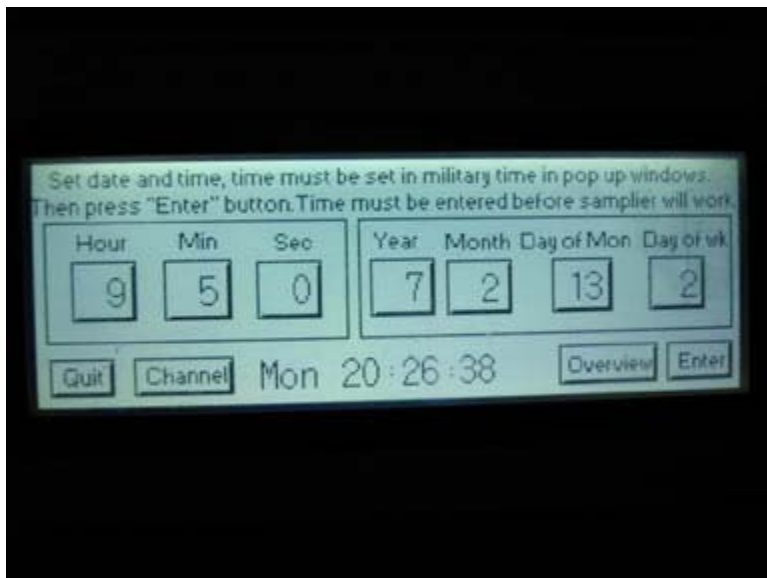 Set date and time, time must be set in military time in pop up windows.
Then press "Enter" button. Time must be entered before samplier will work.
Hour Min Sec Year Month Day of Mon Day of wk
9 5 0 7 2 13 2
Quit Channel Mon 20:26:38 Overview Enter